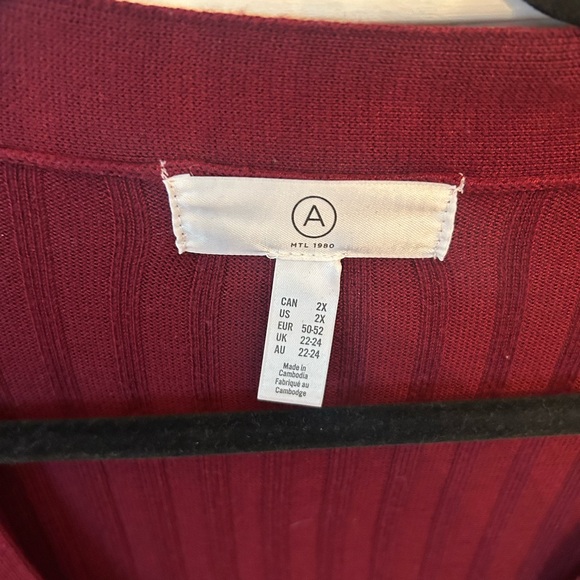 A
MTL 1980
CAN 2X
US 2X
EUR 50-52
UK 22-24
AU 22-24
Made in
Cambodia
Fabriqué au
Cambodge